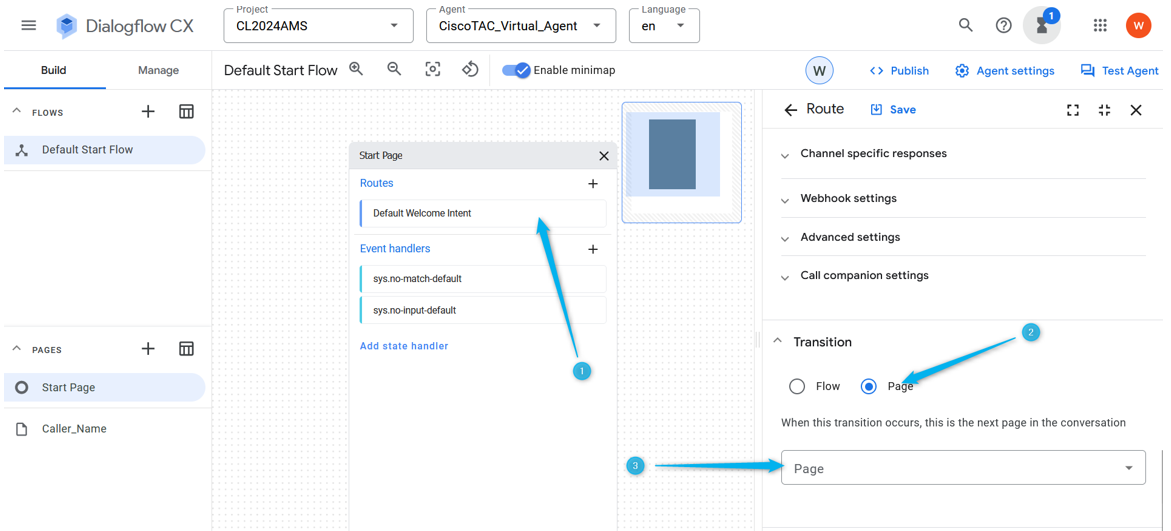 Dialogflow CX
Project
CL2024AMS
Agent
CiscoTAC_Virtual_Agent
Language
en
1
W
Build
Manage
Default Start Flow
Enable minimap
W
Publish
Agent settings
Test Agent
FLOWS
Default Start Flow
PAGES
Start Page
Caller_Name
Start Page
Routes
Default Welcome Intent
Event handlers
sys.no-match-default
sys.no-input-default
Add state handler
1
Route
Save
Channel specific responses
Webhook settings
Advanced settings
Call companion settings
Transition
2
Flow
Page
When this transition occurs, this is the next page in the conversation
3
Page